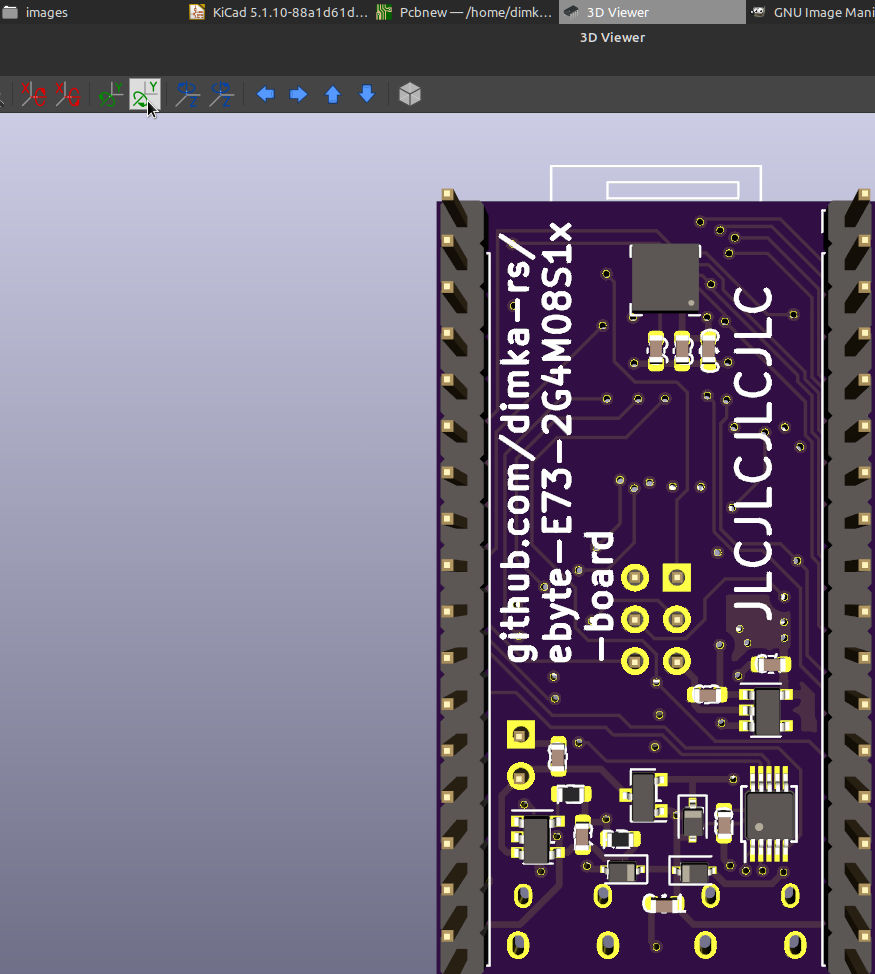 images
KiCad 5.1.10-88a1d61d...
Pcbnew — /home/dimk...
3D Viewer
GNU Image Mani
3D Viewer
github.com/dimka-rs/
ebyte-E73-2G4M08S1x
-board
JLCJLCJLCJLC